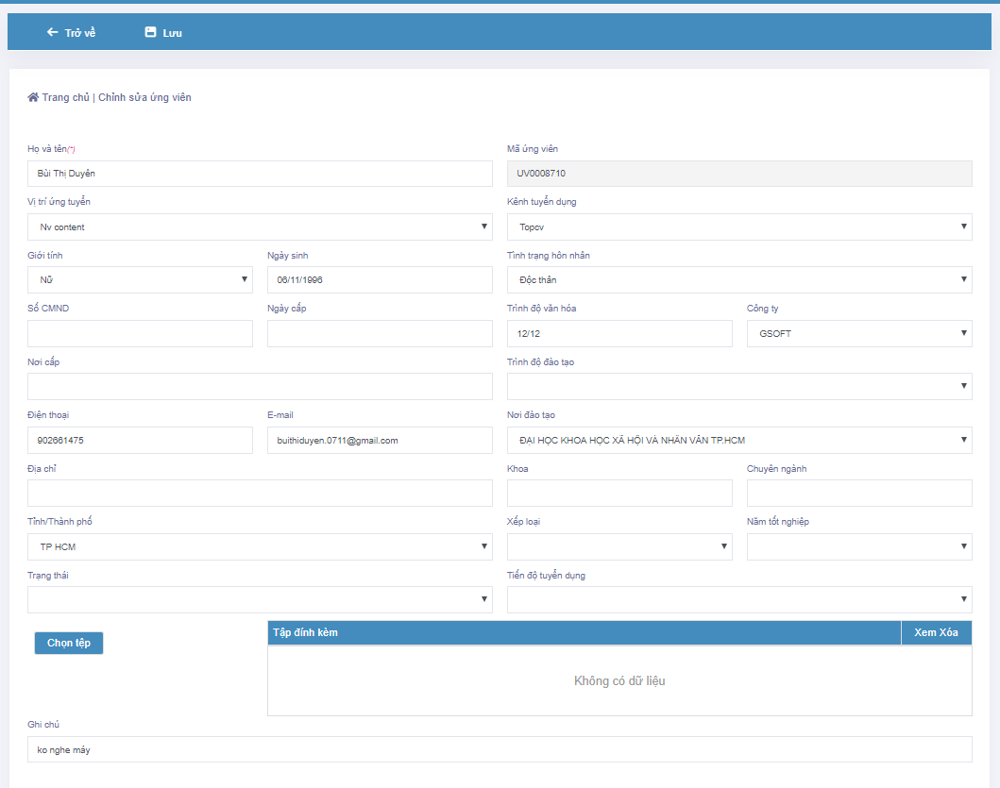 Trở về Lưu
Trang chủ | Chỉnh sửa ứng viên
Họ và tên(*) Mã ứng viên
Bùi Thị Duyên UV0008710
Vị trí ứng tuyển Kênh tuyển dụng
Nv content Topcv
Giới tính Ngày sinh Tình trạng hôn nhân
Nữ 06/11/1996 Độc thân
Số CMND Ngày cấp Trình độ văn hóa Công ty
12/12 GSOFT
Nơi cấp Trình độ đào tạo
Điện thoại E-mail Nơi đào tạo
902661475 buithiduyen.0711@gmail.com ĐẠI HỌC KHOA HỌC XÃ HỘI VÀ NHÂN VĂN TP.HCM
Địa chỉ Khoa Chuyên ngành
Tỉnh/Thành phố Xếp loại Năm tốt nghiệp
TP HCM
Trạng thái Tiến độ tuyển dụng
Chọn tệp Tập đính kèm Xem Xóa
Không có dữ liệu
Ghi chú
ko nghe máy